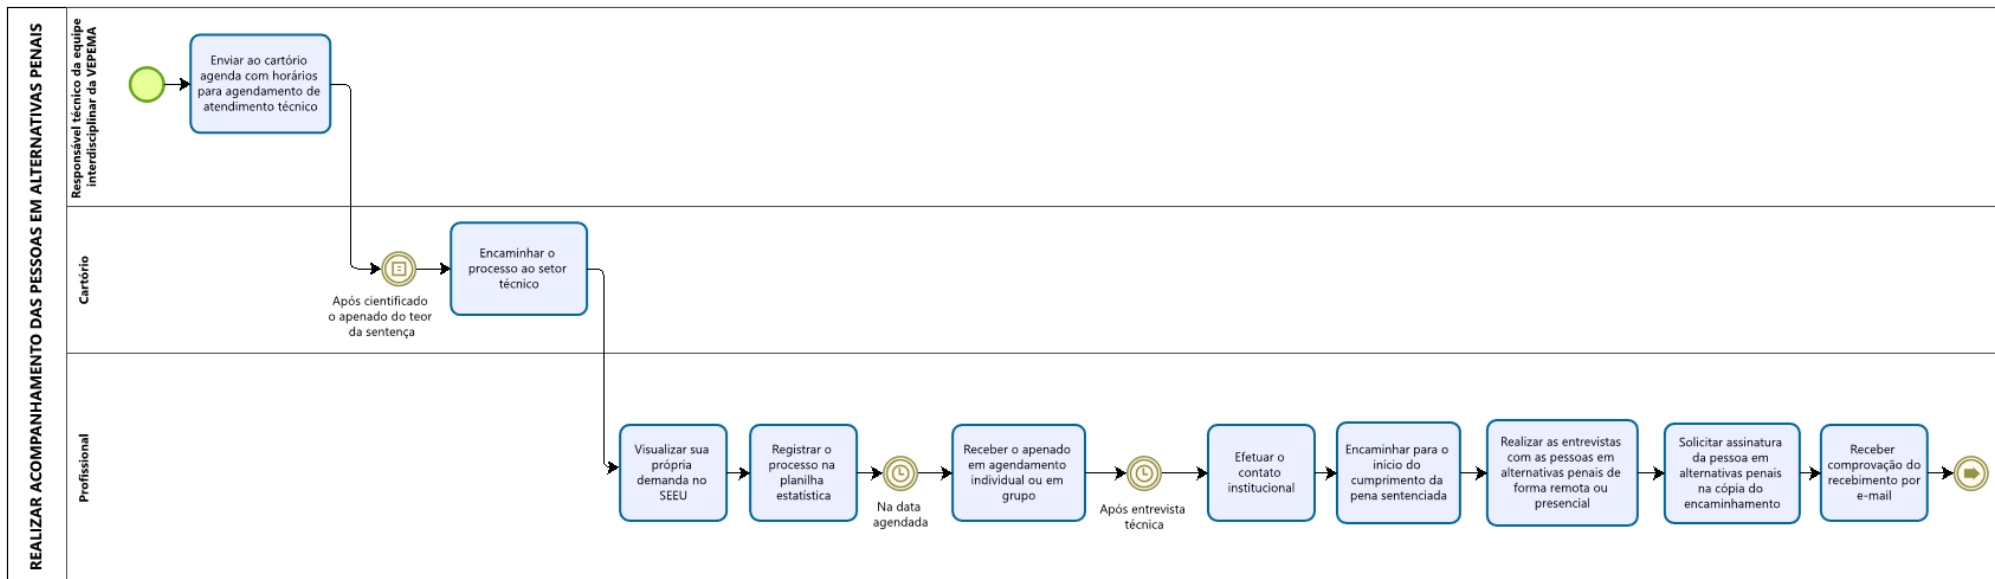 REALIZAR ACOMPANHAMENTO DAS PESSOAS EM ALTERNATIVAS PENAIS
Responsável técnico da equipe
interdisciplinar da VEPEMA
Enviar ao cartório
agenda com horários
para agendamento de
atendimento técnico
Cartório
Após cientificado
o apenado do teor
da sentença
Encaminhar o
processo ao setor
técnico
Profissional
Visualizar sua
própria
demanda no
SEEU
Registrar o
processo na
planilha
estatística
Na data
agendada
Receber o apenado
em agendamento
individual ou em
grupo
Após entrevista
técnica
Efetuar o
contato
institucional
Encaminhar para o
início do
cumprimento da
pena sentenciada
Realizar as entrevistas
com as pessoas em
alternativas penais de
forma remota ou
presencial
Solicitar assinatura
da pessoa em
alternativas penais
na cópia do
encaminhamento
Receber
comprovação do
recebimento por
e-mail